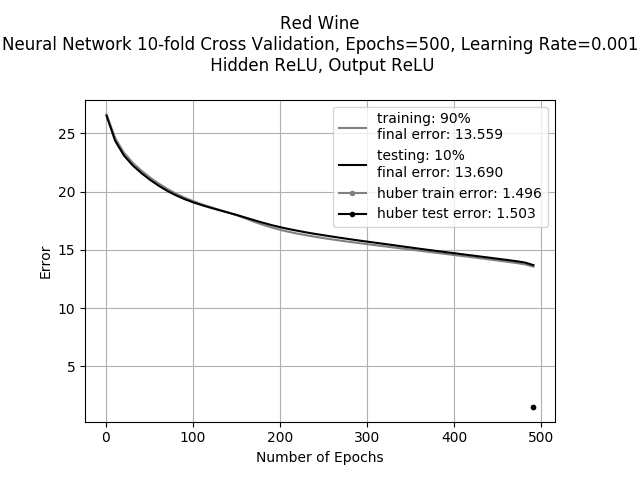 Red Wine
Neural Network 10-fold Cross Validation, Epochs=500, Learning Rate=0.001
Hidden ReLU, Output ReLU
training: 90%
final error: 13.559
testing: 10%
final error: 13.690
huber train error: 1.496
huber test error: 1.503
Error
25
20
15
10
5
0
100
200
300
400
500
Number of Epochs